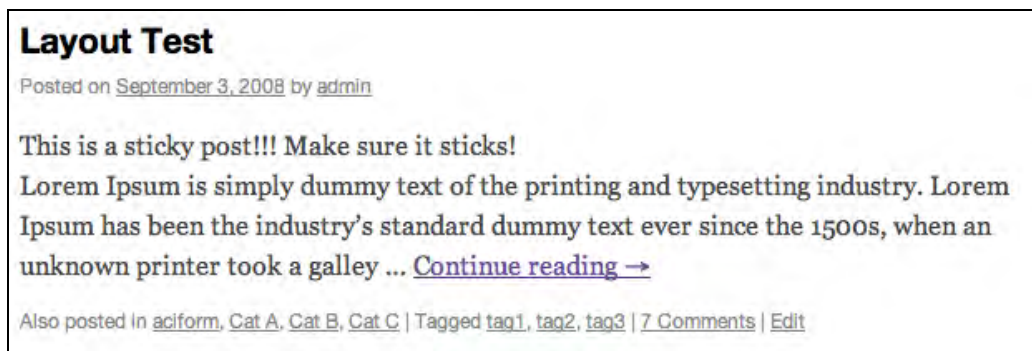 Layout Test
Posted on September 3, 2008 by admin
This is a sticky post!!! Make sure it sticks!
Lorem Ipsum is simply dummy text of the printing and typesetting industry. Lorem
Ipsum has been the industry’s standard dummy text ever since the 1500s, when an
unknown printer took a galley ... Continue reading →
Also posted in aciform, Cat A, Cat B, Cat C | Tagged tag1, tag2, tag3 | 7 Comments | Edit